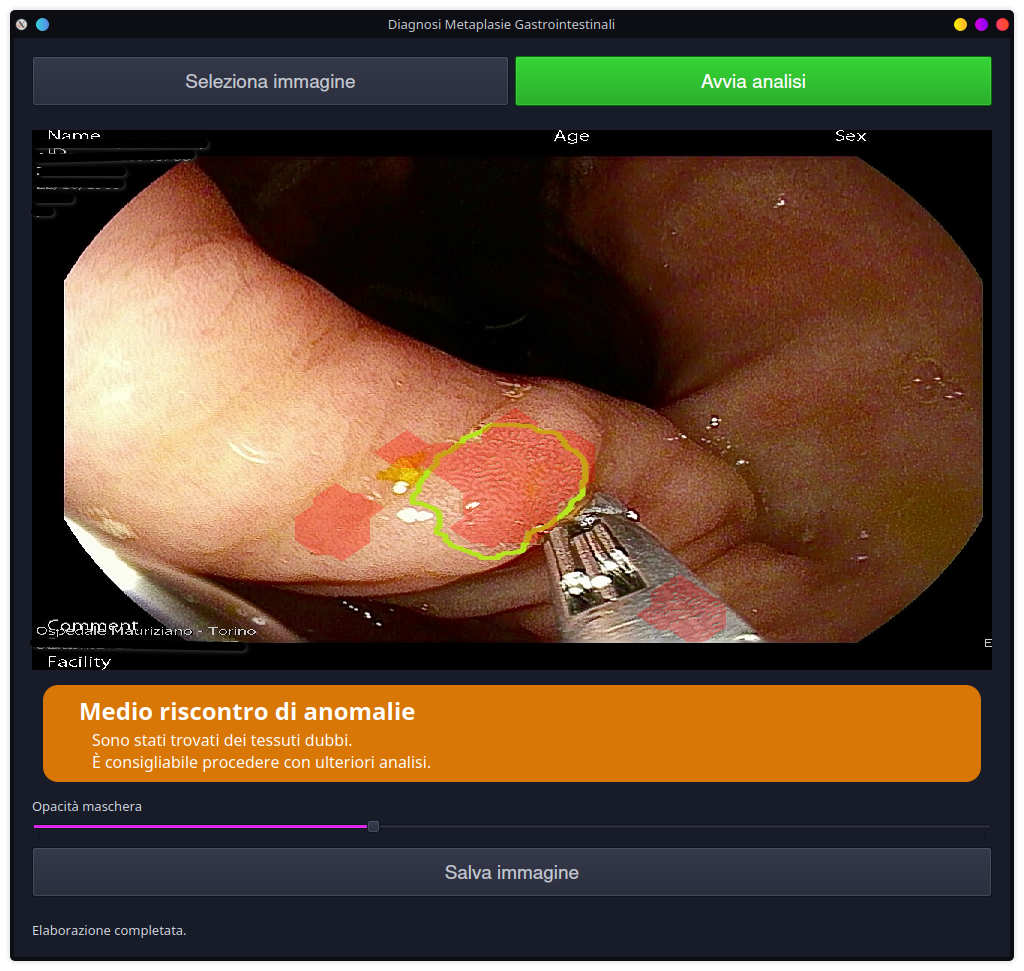 Diagnosi Metaplasie Gastrointestinali
Seleziona immagine
Avvia analisi
Name
Age
Sex
Comment
Ospedale Mauriziano - Torino
Facility
E
Medio riscontro di anomalie
Sono stati trovati dei tessuti dubbi.
È consigliabile procedere con ulteriori analisi.
Opacità maschera
Salva immagine
Elaborazione completata.